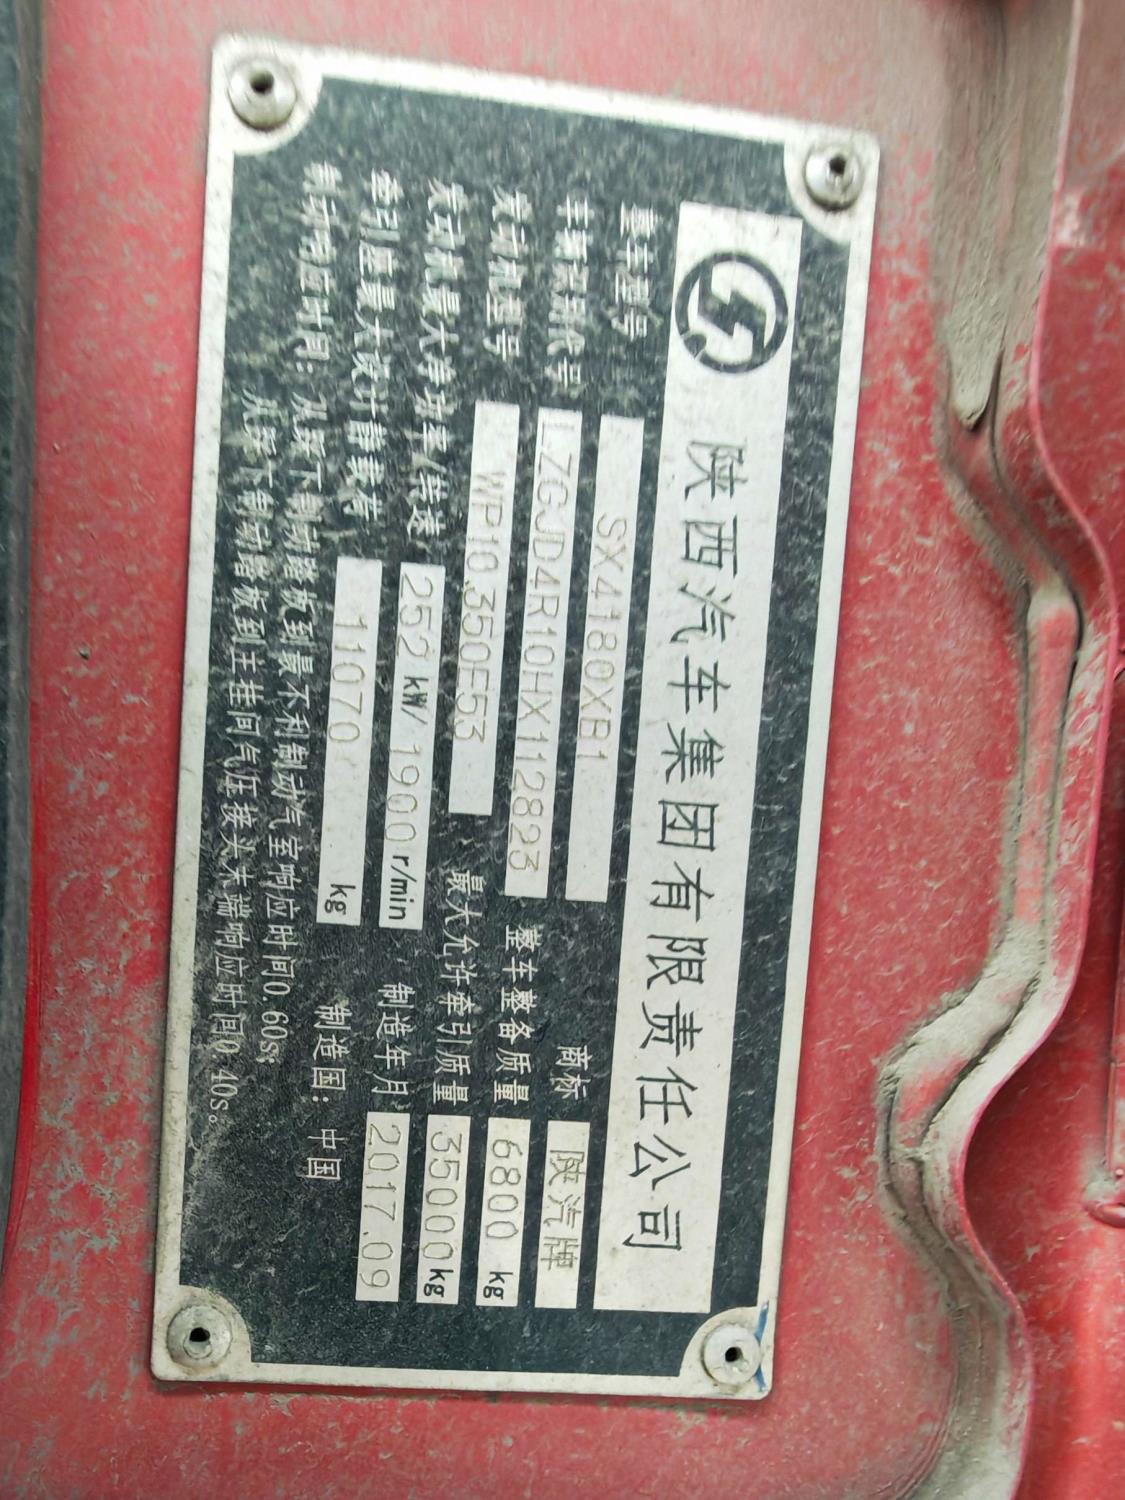 陕西汽车集团有限责任公司
整车型号 SX4180XB1 商标 陕汽牌
车辆识别代号 LZGJD4R10HX112823 整车整备质量 6800 kg
发动机型号 WP10.350E53 最大允许牵引质量 35000 kg
发动机最大净功率/转速 252 kW/ 1900 r/min 制造年月 2017.09
牵引座最大设计静载荷 11070 kg 制造国：中国
制动响应时间：从踩下制动踏板到最不利制动气室响应时间0.60s;
从踩下制动踏板到主挂间气压接头末端响应时间0.40s。